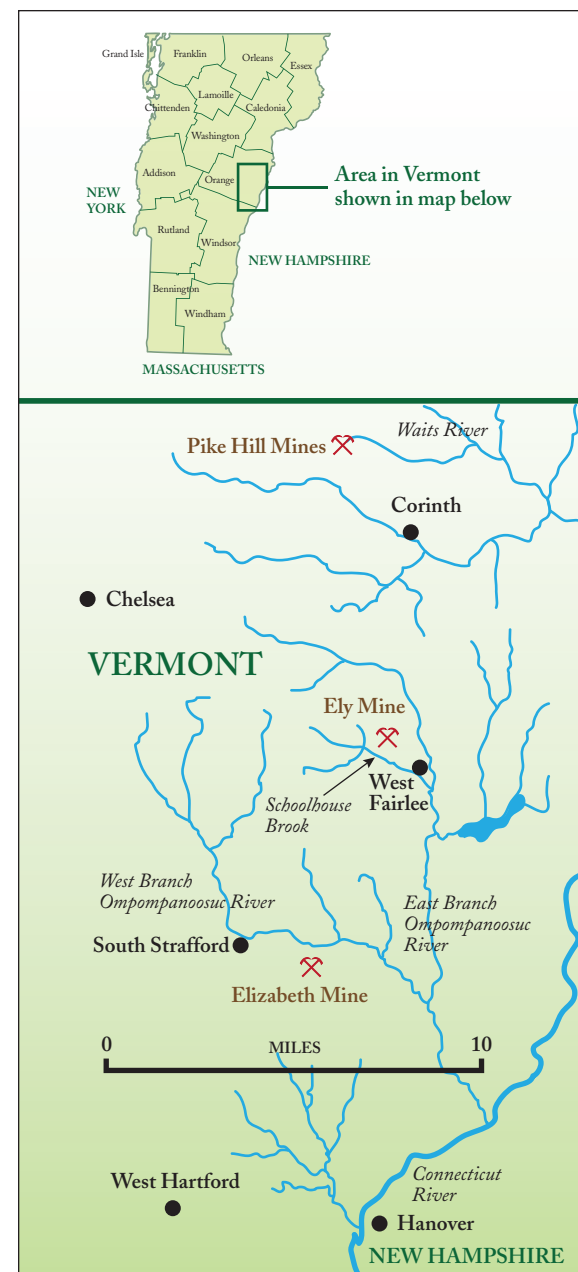 Grand Isle
Franklin
Orleans
Essex
Lamoille
Chittenden
Caledonia
Washington
Addison
Orange
Area in Vermont
shown in map below
NEW
YORK
Rutland
Windsor
NEW HAMPSHIRE
Bennington
Windham
MASSACHUSETTS
Waits River
Pike Hill Mines
Corinth
Chelsea
VERMONT
Ely Mine
West
Fairlee
Schoolhouse
Brook
West Branch
Ompompanoosuc River
East Branch
Ompompanoosuc
River
South Strafford
Elizabeth Mine
0 MILES 10
West Hartford
Connecticut
River
Hanover
NEW HAMPSHIRE